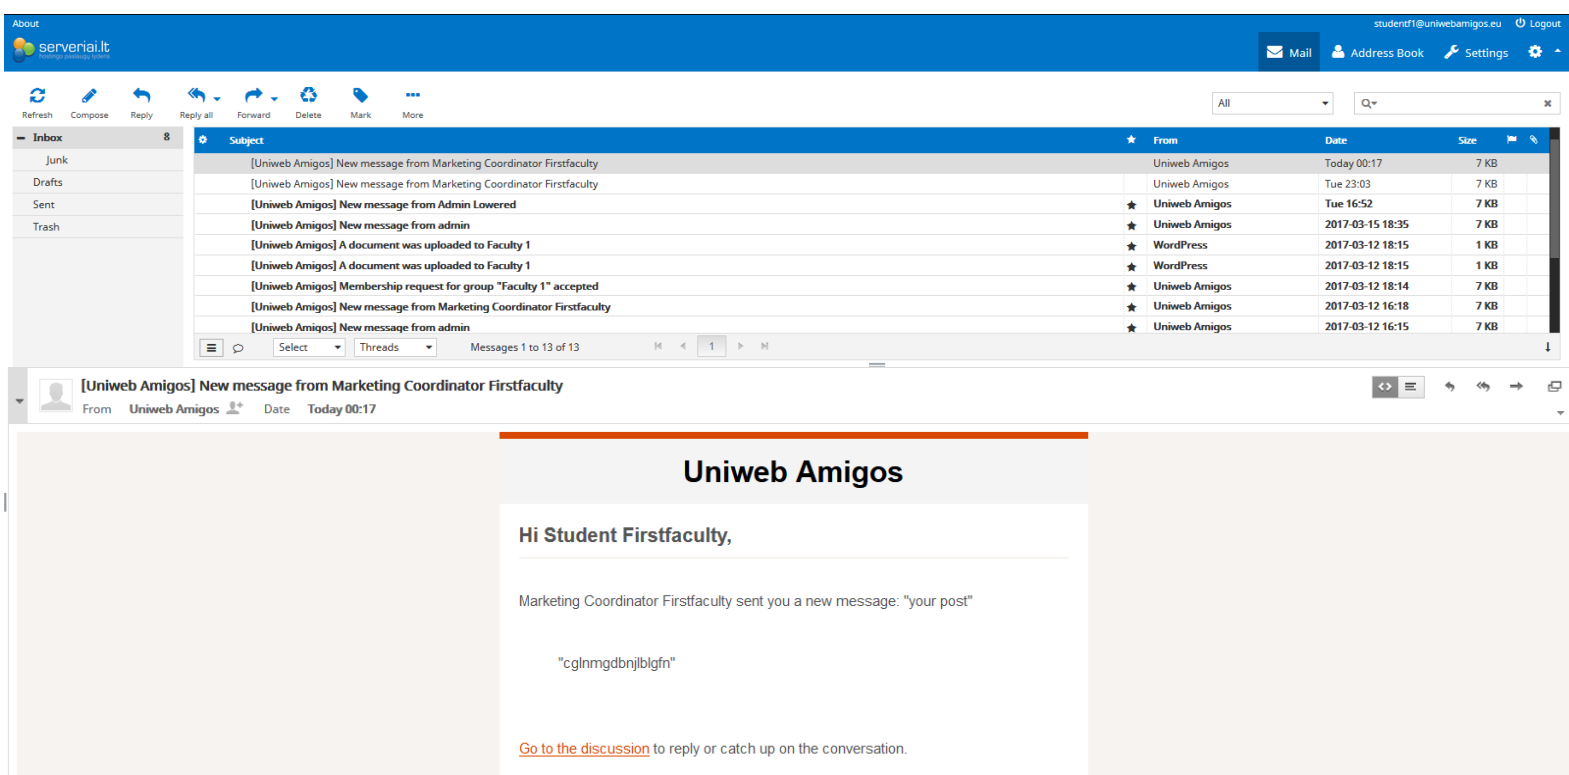 About studentf1@uniwebamigos.eu Logout
serveriai.lt
hostingo paslaugų lyderis
Mail Address Book Settings
Refresh Compose Reply Reply all Forward Delete Mark More
All
Inbox 8
Junk
Drafts
Sent
Trash
Subject From Date Size
[Uniweb Amigos] New message from Marketing Coordinator Firstfaculty Uniweb Amigos Today 00:17 7 KB
[Uniweb Amigos] New message from Marketing Coordinator Firstfaculty Uniweb Amigos Tue 23:03 7 KB
[Uniweb Amigos] New message from Admin Lowered Uniweb Amigos Tue 16:52 7 KB
[Uniweb Amigos] New message from admin Uniweb Amigos 2017-03-15 18:35 7 KB
[Uniweb Amigos] A document was uploaded to Faculty 1 WordPress 2017-03-12 18:15 1 KB
[Uniweb Amigos] A document was uploaded to Faculty 1 WordPress 2017-03-12 18:15 1 KB
[Uniweb Amigos] Membership request for group "Faculty 1" accepted Uniweb Amigos 2017-03-12 18:14 7 KB
[Uniweb Amigos] New message from Marketing Coordinator Firstfaculty Uniweb Amigos 2017-03-12 16:18 7 KB
[Uniweb Amigos] New message from admin Uniweb Amigos 2017-03-12 16:15 7 KB
Select Threads Messages 1 to 13 of 13 1
[Uniweb Amigos] New message from Marketing Coordinator Firstfaculty
From Uniweb Amigos Date Today 00:17
Uniweb Amigos
Hi Student Firstfaculty,
Marketing Coordinator Firstfaculty sent you a new message: "your post"
"cglnmgdbnjlblgfn"
Go to the discussion to reply or catch up on the conversation.